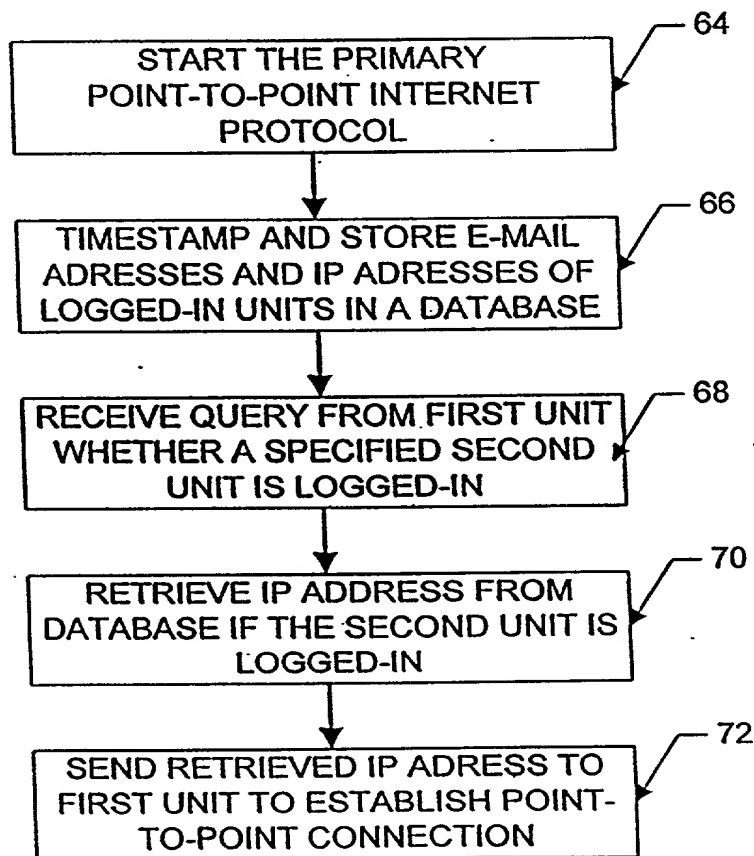 64
START THE PRIMARY
POINT-TO-POINT INTERNET
PROTOCOL
66
TIMESTAMP AND STORE E-MAIL
ADRESSES AND IP ADRESSES OF
LOGGED-IN UNITS IN A DATABASE
68
RECEIVE QUERY FROM FIRST UNIT
WHETHER A SPECIFIED SECOND
UNIT IS LOGGED-IN
70
RETRIEVE IP ADDRESS FROM
DATABASE IF THE SECOND UNIT IS
LOGGED-IN
72
SEND RETRIEVED IP ADRESS TO
FIRST UNIT TO ESTABLISH POINT-
TO-POINT CONNECTION